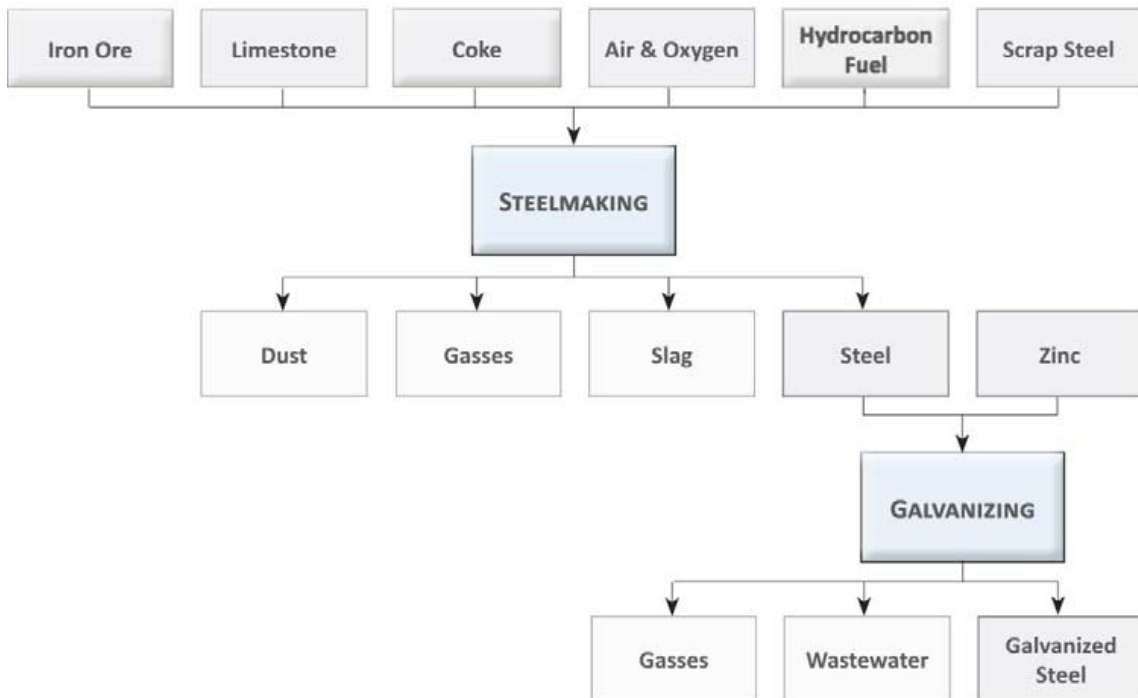 Iron Ore
Limestone
Coke
Air & Oxygen
Hydrocarbon
Fuel
Scrap Steel
STEELMAKING
Dust
Gasses
Slag
Steel
Zinc
GALVANIZING
Gasses
Wastewater
Galvanized
Steel